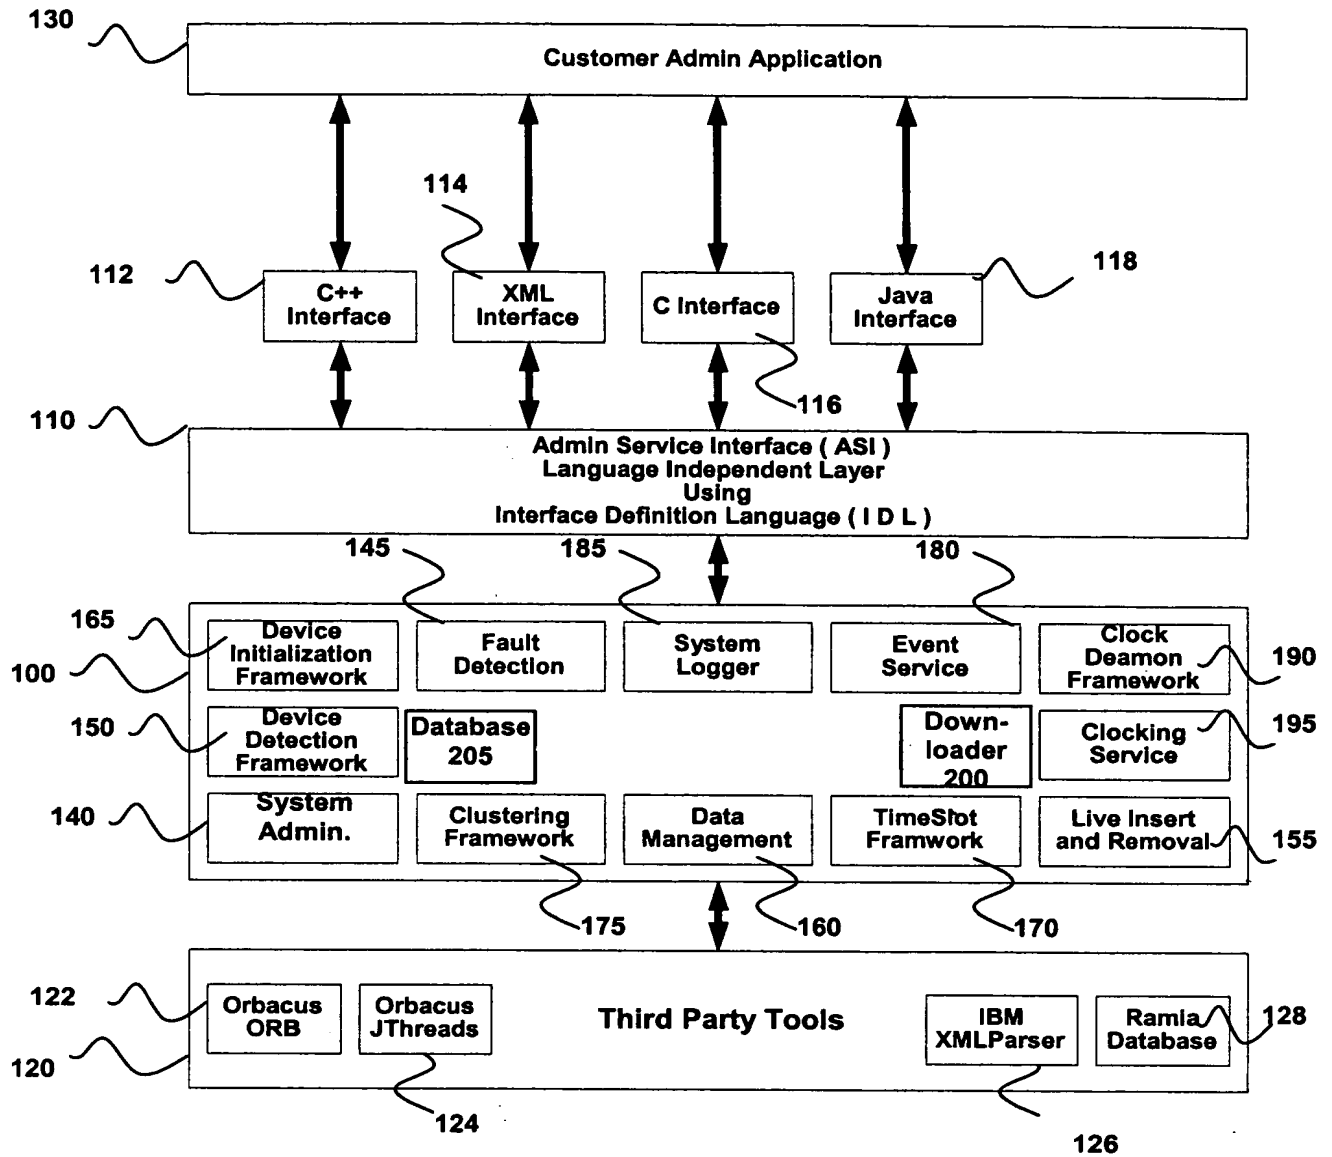 130
Customer Admin Application
114
112
C++
Interface
XML
Interface
C Interface
Java
Interface
118
116
110
Admin Service Interface ( ASI )
Language Independent Layer
Using
Interface Definition Language ( I D L )
145
185
180
165
Device
Initialization
Framework
Fault
Detection
System
Logger
Event
Service
Clock
Deamon
Framework
190
100
150
Device
Detection
Framework
Database
205
Down-
loader
200
Clocking
Service
195
140
System
Admin.
Clustering
Framework
Data
Management
TimeSlot
Framwork
Live Insert
and Removal
155
175
160
170
122
Orbacus
ORB
Orbacus
JThreads
Third Party Tools
IBM
XMLParser
Ramia
Database
128
120
124
126